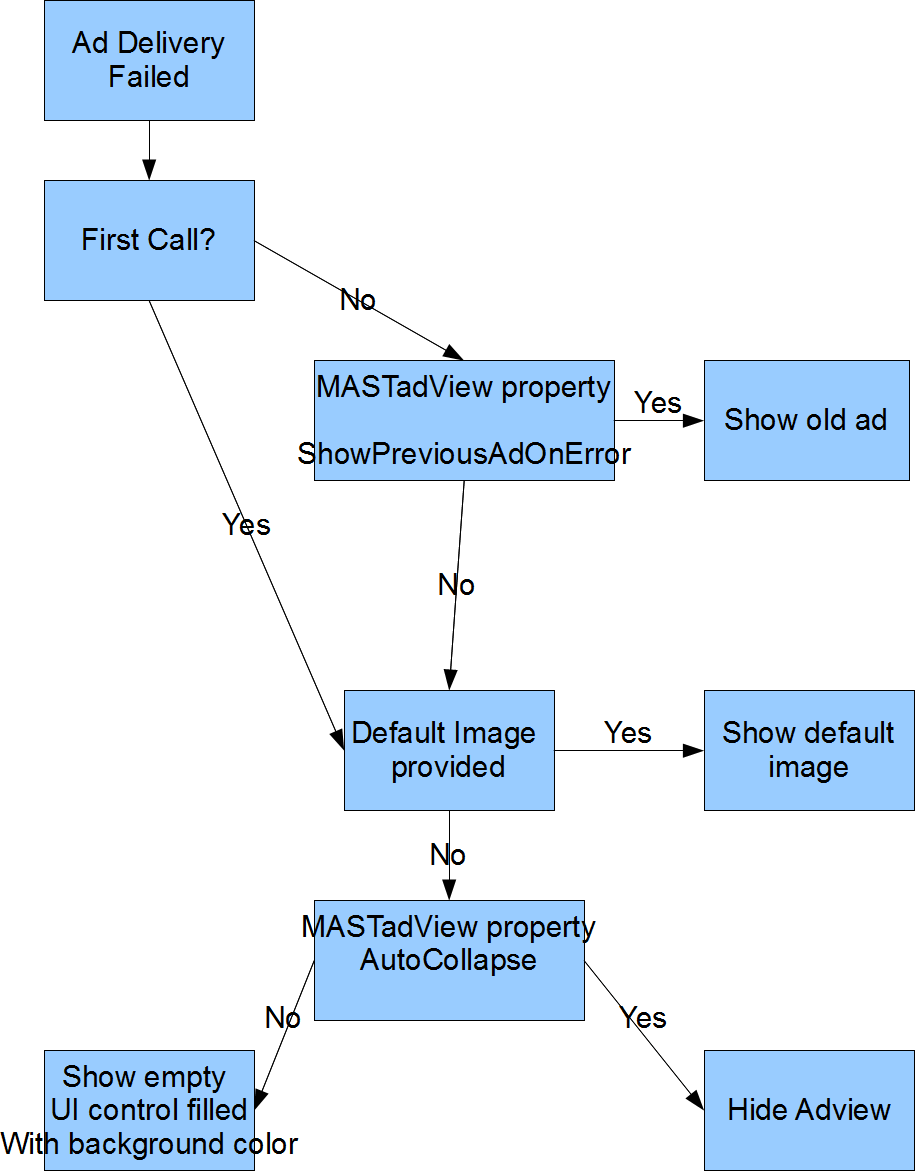 Ad Delivery
Failed
First Call?
No
MASTadView property
ShowPreviousAdOnError
Yes
Show old ad
Yes
No
Default Image
provided
Yes
Show default
image
No
MASTadView property
AutoCollapse
No
Yes
Show empty
UI control filled
With background color
Hide Adview